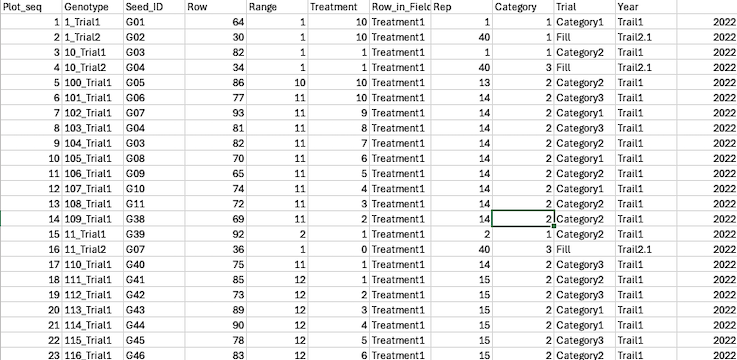 Plot_seq Genotype Seed_ID Row Range Treatment Row_in_Field Rep Category Trial Year
1 1_Trial1 G01 64 1 10 Treatment1 1 1 Category1 Trail1 2022
2 1_Trial2 G02 30 1 10 Treatment1 40 1 Fill Trail2.1 2022
3 10_Trial1 G03 82 1 1 Treatment1 1 1 Category2 Trail1 2022
4 10_Trial2 G04 34 1 1 Treatment1 40 3 Fill Trail2.1 2022
5 100_Trial1 G05 86 10 10 Treatment1 13 2 Category2 Trail1 2022
6 101_Trial1 G06 77 11 10 Treatment1 14 2 Category3 Trail1 2022
7 102_Trial1 G07 93 11 9 Treatment1 14 2 Category1 Trail1 2022
8 103_Trial1 G04 81 11 8 Treatment1 14 2 Category3 Trail1 2022
9 104_Trial1 G03 82 11 7 Treatment1 14 2 Category2 Trail1 2022
10 105_Trial1 G08 70 11 6 Treatment1 14 2 Category1 Trail1 2022
11 106_Trial1 G09 65 11 5 Treatment1 14 2 Category2 Trail1 2022
12 107_Trial1 G10 74 11 4 Treatment1 14 2 Category1 Trail1 2022
13 108_Trial1 G11 72 11 3 Treatment1 14 2 Category2 Trail1 2022
14 109_Trial1 G38 69 11 2 Treatment1 14 2 Category2 Trail1 2022
15 11_Trial1 G39 92 2 1 Treatment1 2 1 Category2 Trail1 2022
16 11_Trial2 G07 36 1 0 Treatment1 40 3 Fill Trail2.1 2022
17 110_Trial1 G40 75 11 1 Treatment1 14 2 Category3 Trail1 2022
18 111_Trial1 G41 85 12 1 Treatment1 15 2 Category2 Trail1 2022
19 112_Trial1 G42 73 12 2 Treatment1 15 2 Category3 Trail1 2022
20 113_Trial1 G43 89 12 3 Treatment1 15 2 Category1 Trail1 2022
21 114_Trial1 G44 90 12 4 Treatment1 15 2 Category1 Trail1 2022
22 115_Trial1 G45 78 12 5 Treatment1 15 2 Category3 Trail1 2022
23 116_Trial1 G46 83 12 6 Treatment1 15 2 Category2 Trail1 2022